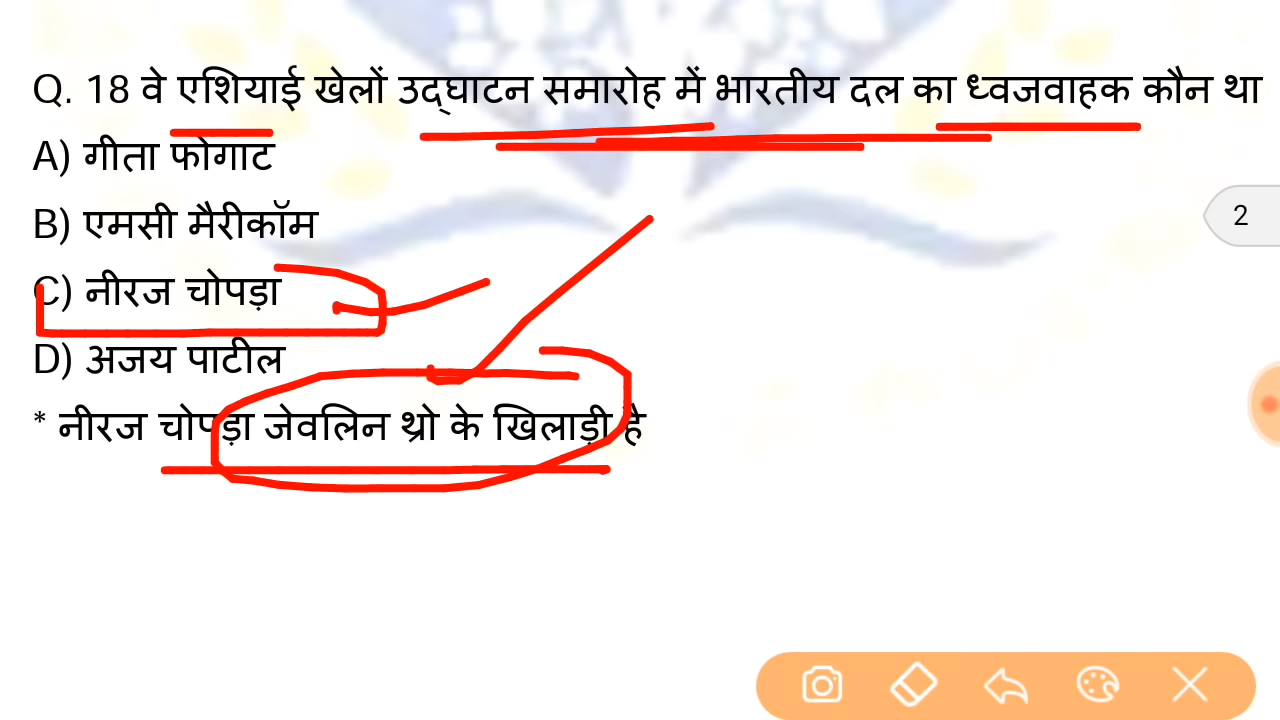 Q. 18 वे एशियाई खेलों उद्घाटन समारोह में भारतीय दल का ध्वजवाहक कौन था
A) गीता फोगाट
B) एमसी मैरीकॉम
C) नीरज चोपड़ा
D) अजय पाटील
* नीरज चोपड़ा जेवलिन थ्रो के खिलाड़ी है
2